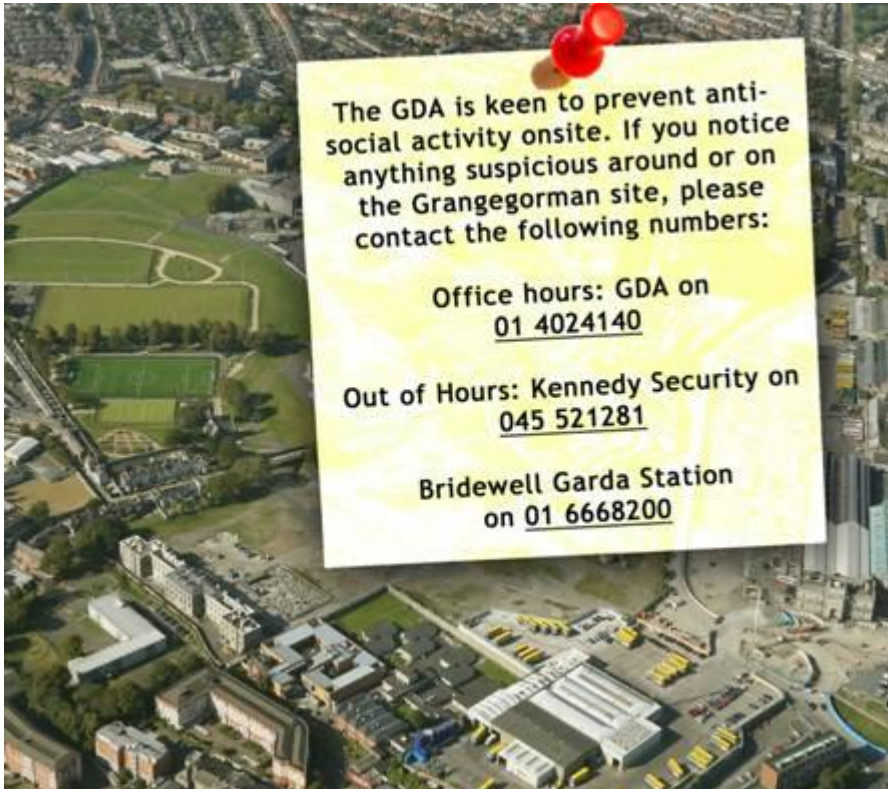 The GDA is keen to prevent anti-
social activity onsite. If you notice
anything suspicious around or on
the Grangegorman site, please
contact the following numbers:
Office hours: GDA on
01 4024140
Out of Hours: Kennedy Security on
045 521281
Bridewell Garda Station
on 01 6668200